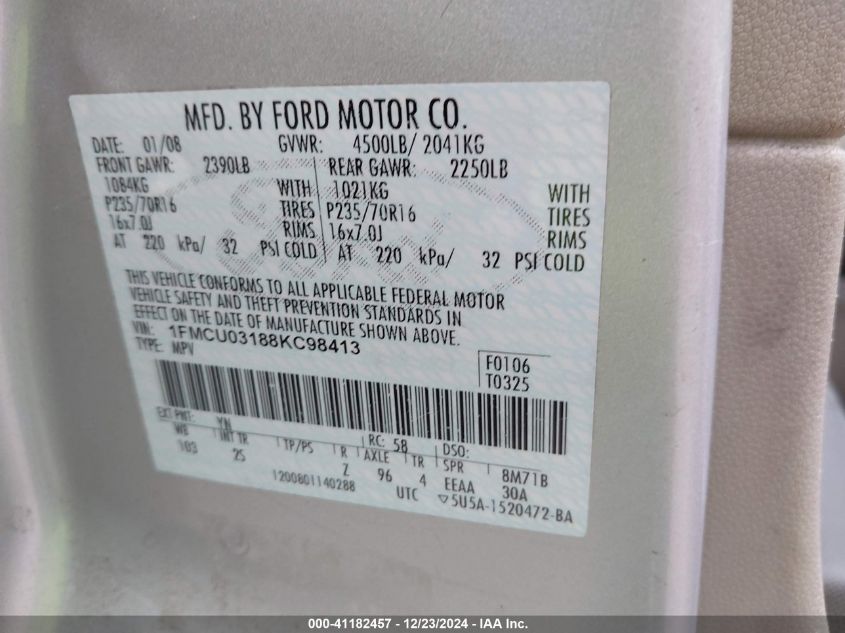 MFD. BY FORD MOTOR CO.
DATE: 01/08 GVWR: 4500LB/ 2041KG
FRONT GAWR: 2390LB REAR GAWR: 2250LB
1084KG WITH 1021KG WITH
P235/70R16 TIRES P235/70R16 TIRES
16x7.0J RIMS 16x7.0J RIMS
AT 220 kPa/ 32 PSI COLD AT 220 kPa/ 32 PSI COLD
THIS VEHICLE CONFORMS TO ALL APPLICABLE FEDERAL MOTOR
VEHICLE SAFETY AND THEFT PREVENTION STANDARDS IN
EFFECT ON THE DATE OF MANUFACTURE SHOWN ABOVE.
VIN: 1FMCU03188KC98413
TYPE: MPV
F0106
T0325
EXT PNT: YN RC: 58 DSO:
WB INT TR TP/PS R AXLE TR SPR 8M71B
103 25 Z 96 4 EEAA 30A
1200801140288 UTC ▽5U5A-1520472-BA
000-41182457 - 12/23/2024 - IAA Inc.